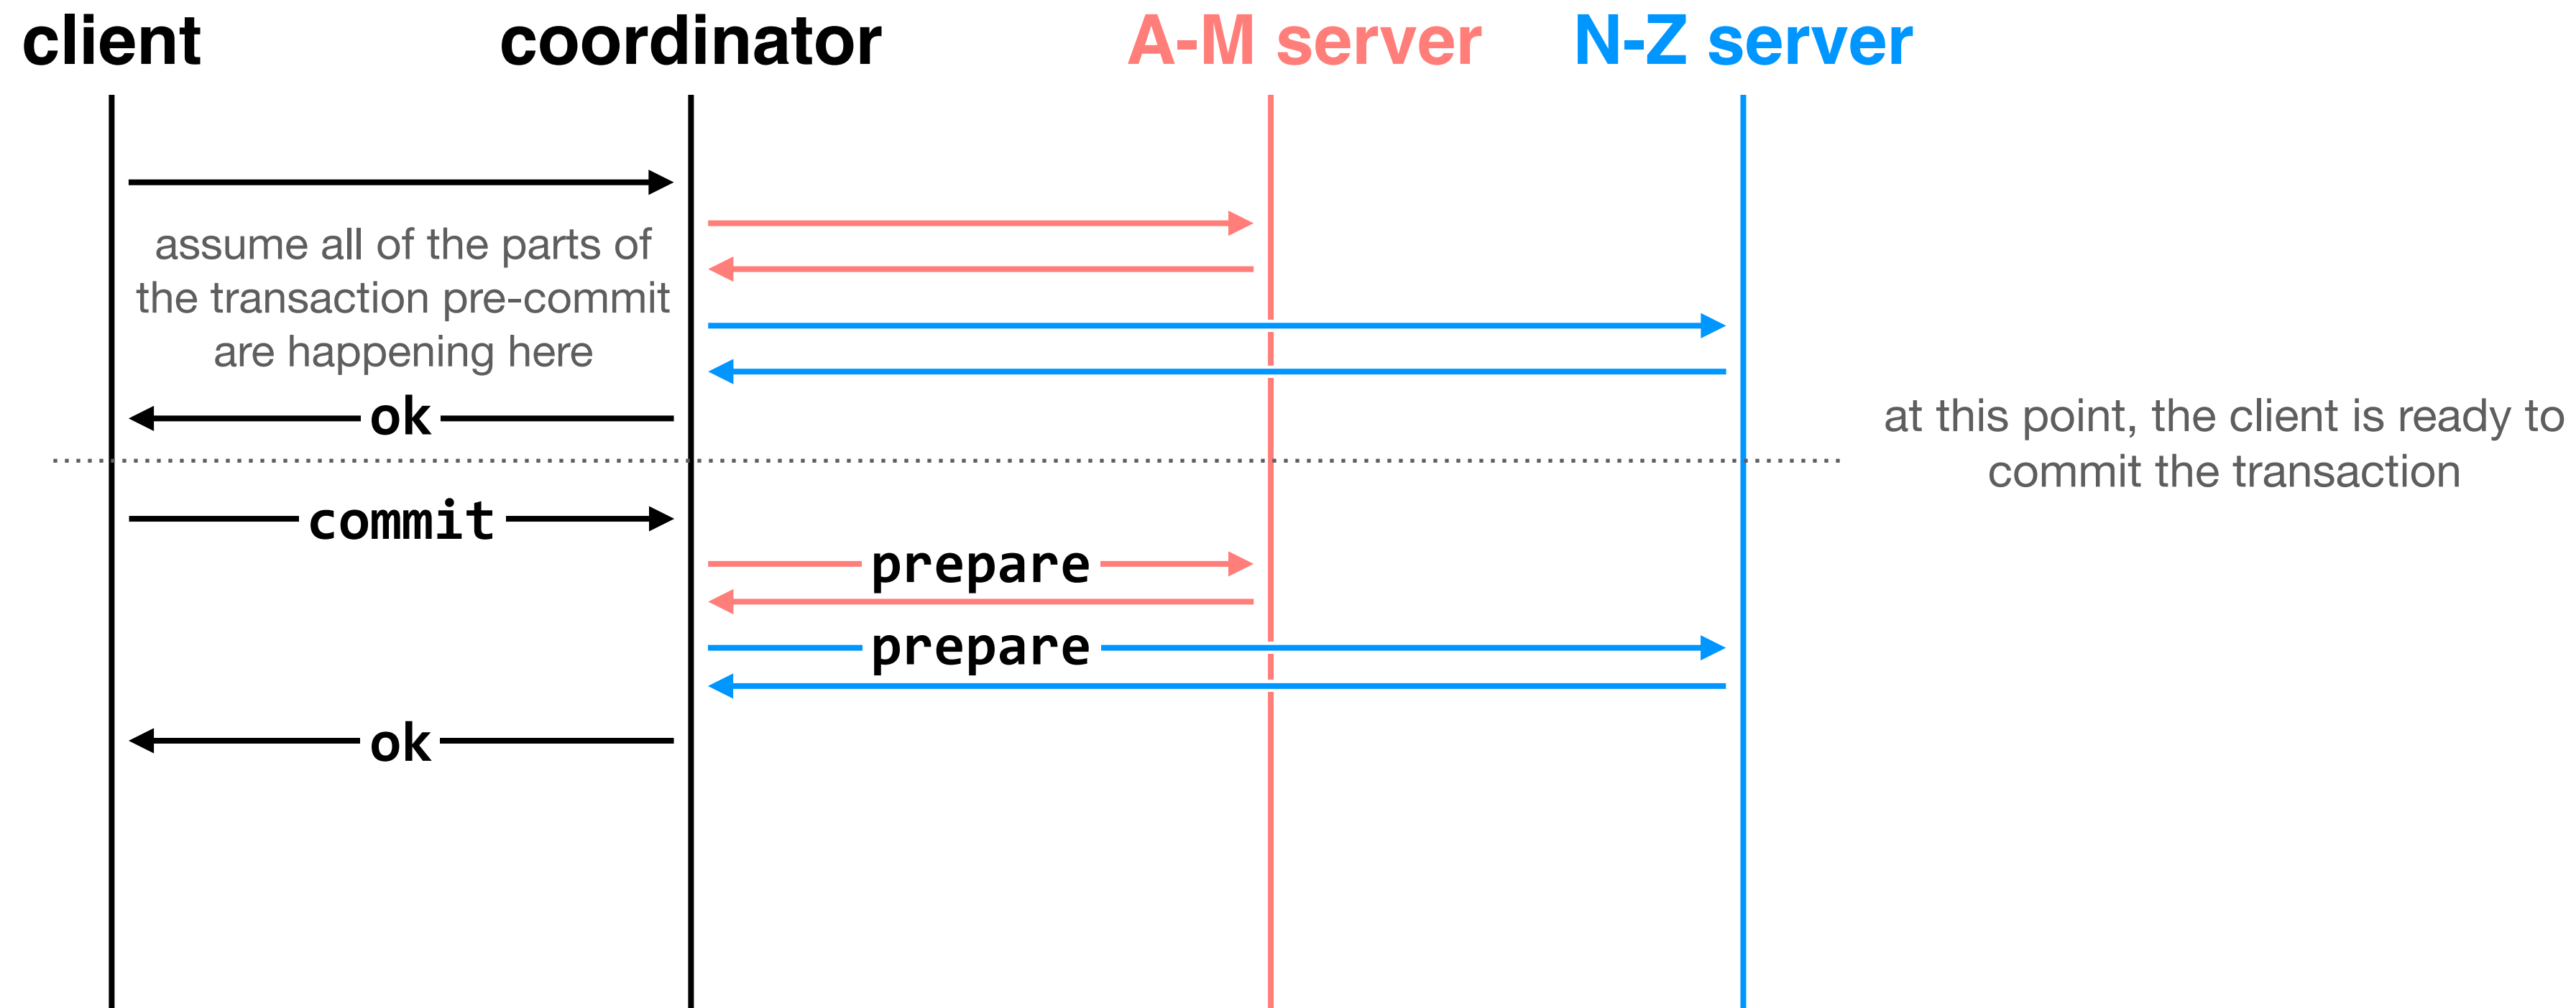 client
coordinator
A-M server
N-Z server
assume all of the parts of
the transaction pre-commit
are happening here
ok
at this point, the client is ready to
commit the transaction
commit
prepare
prepare
ok